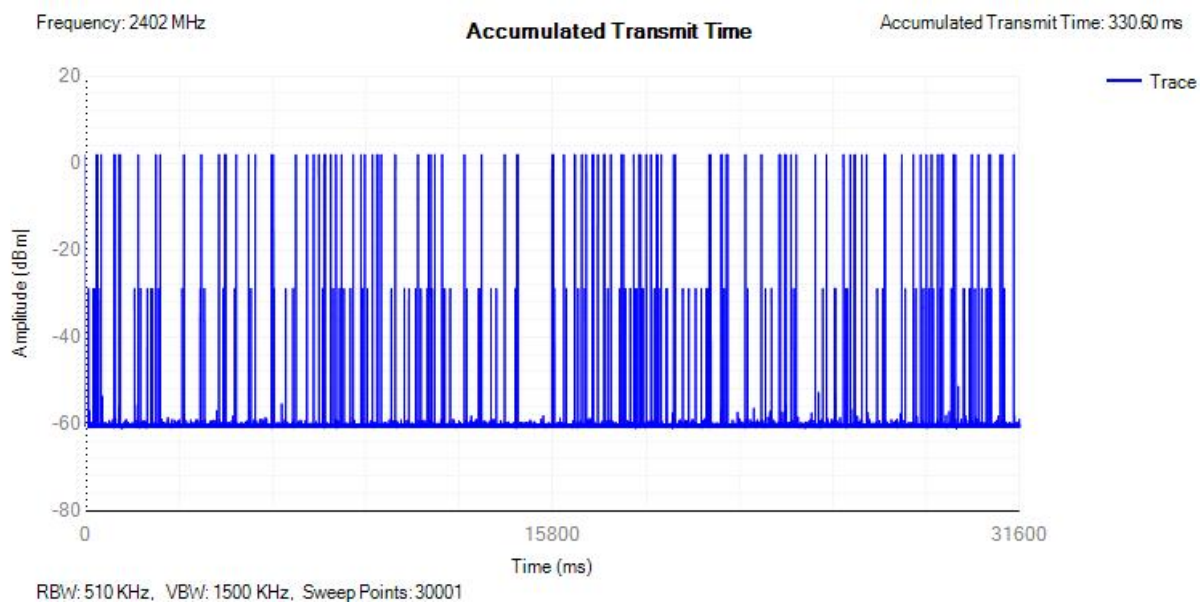 Frequency: 2402 MHz
Accumulated Transmit Time
Accumulated Transmit Time: 330.60 ms
Trace
20
0
-20
-40
-60
-80
Amplitude (dBm)
0
15800
31600
Time (ms)
RBW: 510 KHz, VBW: 1500 KHz, Sweep Points: 30001